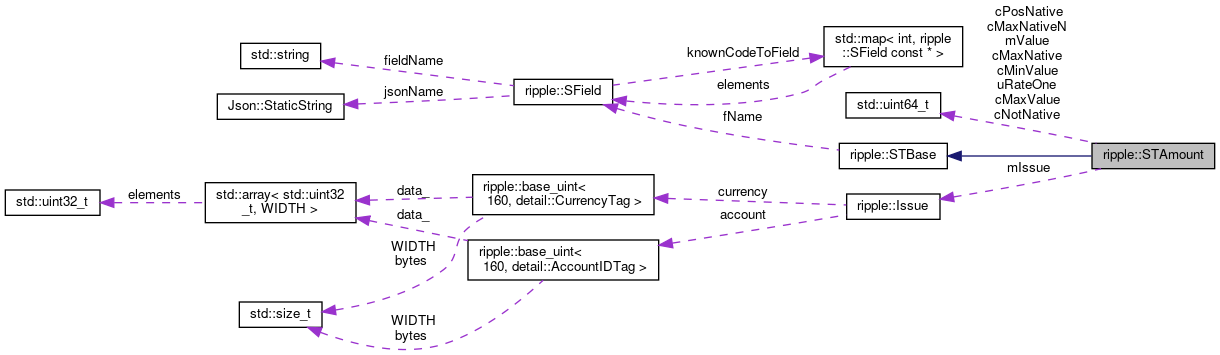 cPosNative
cMaxNativeN
mValue
cMaxNative
cMinValue
uRateOne
cMaxValue
cNotNative
std::string
fieldName
knownCodeToField
std::map< int, ripple
::SField const * >
Json::StaticString
jsonName
ripple::SField
elements
std::uint64_t
fName
ripple::STBase
ripple::STAmount
mIssue
std::uint32_t
elements
std::array< std::uint32
_t, WIDTH >
data_
ripple::base_uint<
160, detail::CurrencyTag >
currency
ripple::Issue
data_
account
WIDTH
bytes
ripple::base_uint<
160, detail::AccountIDTag >
std::size_t
WIDTH
bytes